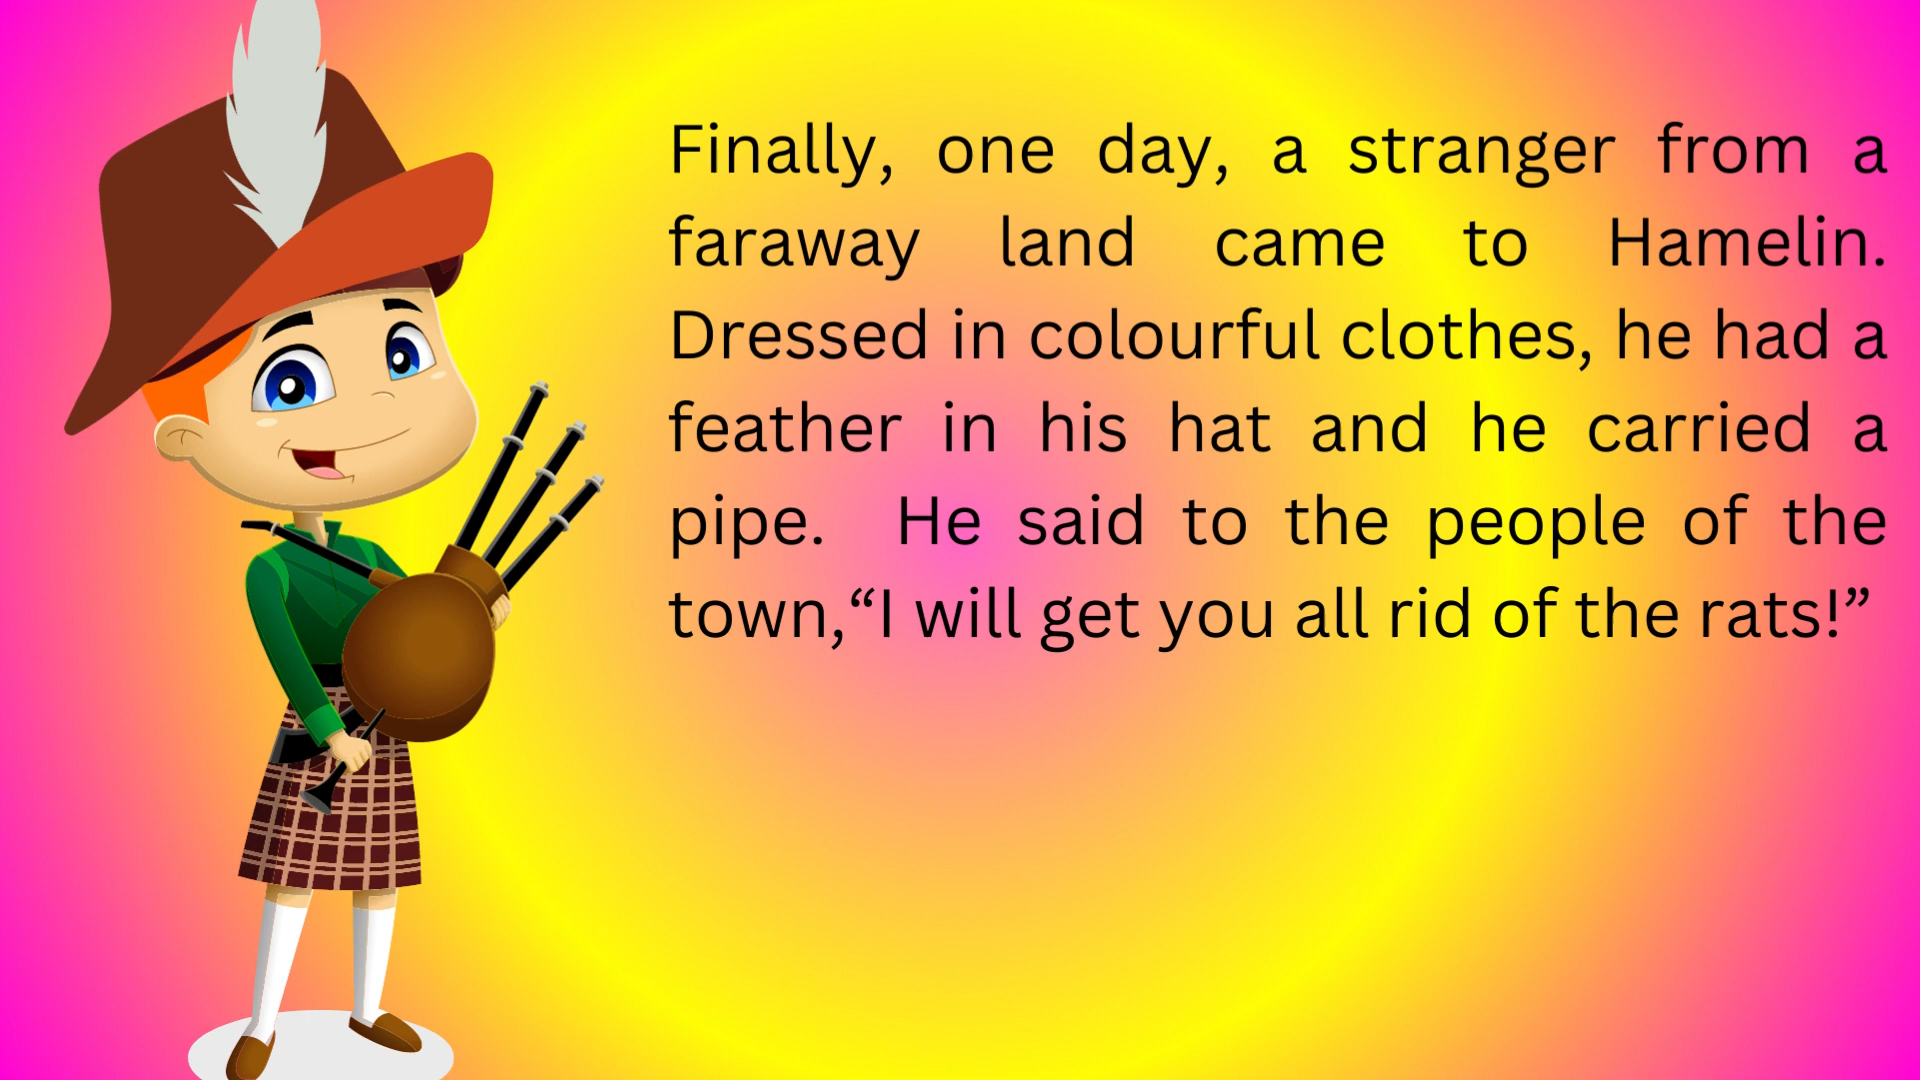 Finally, one day, a stranger from a
faraway land came to Hamelin.
Dressed in colourful clothes, he had a
feather in his hat and he carried a
pipe.  He said to the people of the
town,“I will get you all rid of the rats!”